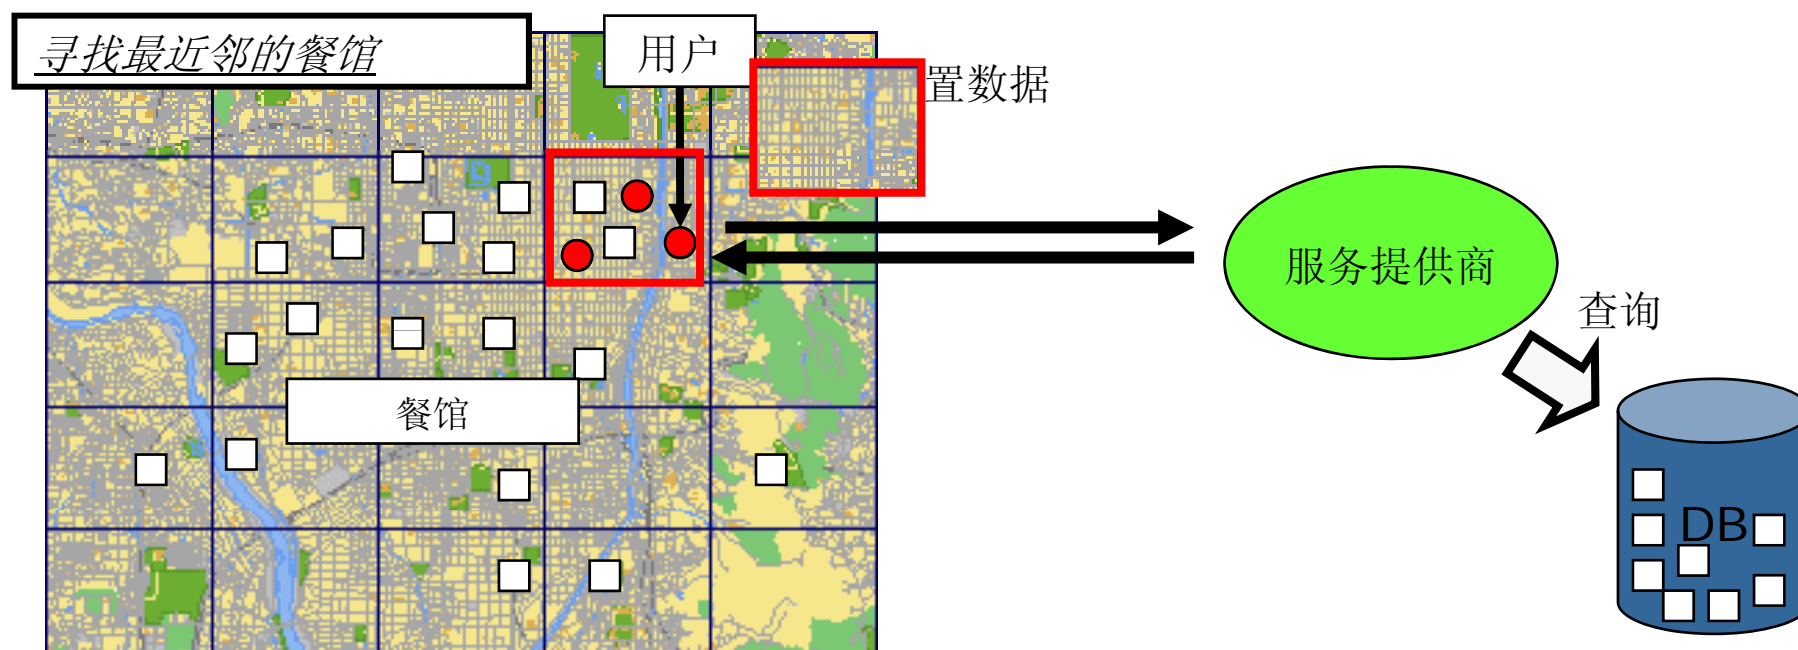 寻找最近邻的餐馆
用户
置数据
服务提供商
查询
餐馆
DB